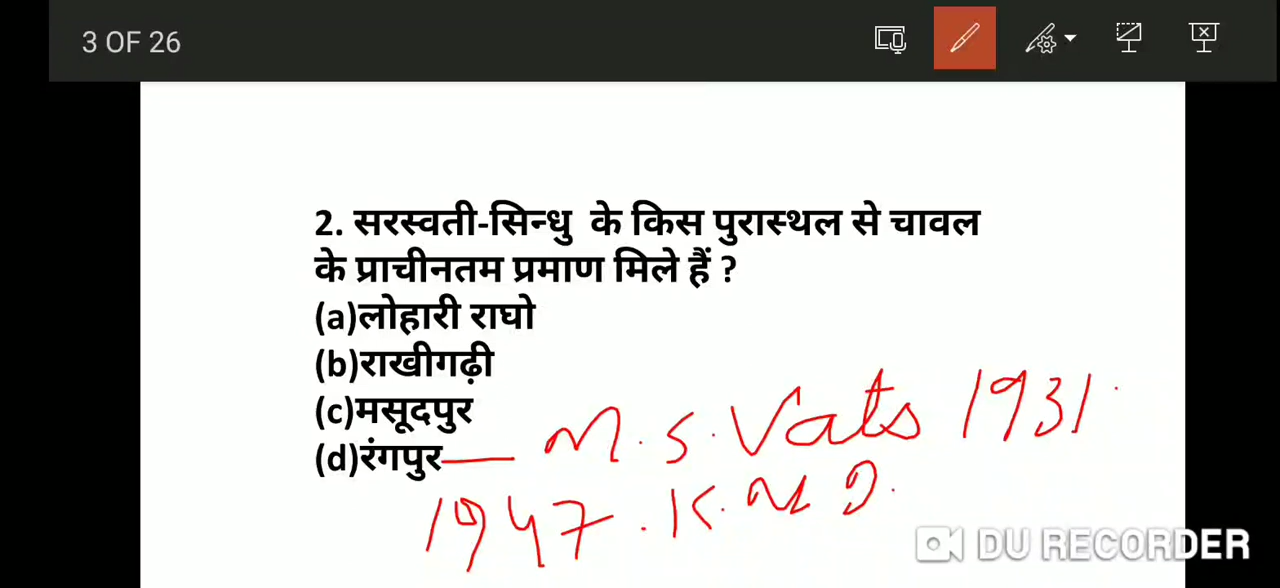 3 OF 26
2. सरस्वती-सिन्धु के किस पुरास्थल से चावल
के प्राचीनतम प्रमाण मिले हैं ?
(a)लोहारी राघो
(b)राखीगढ़ी
(c)मसूदपुर
(d)रंगपुर — M.S. Vats 1931.
1947. K.N D.
DU RECORDER